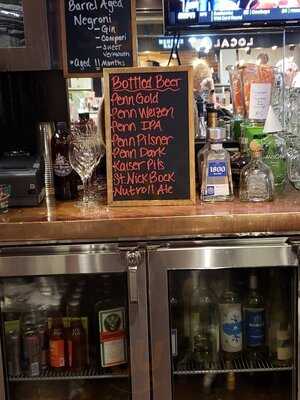 Barrel Aged
Negroni
- Gin
- Campari
- sweet
vermouth
*Aged 11 Months
ESPN
LOCAL
Bottled Beer
Penn Gold
Penn Weizen
Penn IPA
Penn Pilsner
Penn Dark
Kaiser Pils
St. Nick Bock
Nutroll Ale
1800